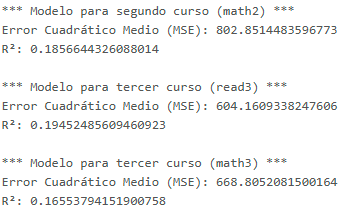 *** Modelo para segundo curso (math2) ***
Error Cuadrático Medio (MSE): 802.8514483596773
R²: 0.1856644326088014
*** Modelo para tercer curso (read3) ***
Error Cuadrático Medio (MSE): 604.1609338247606
R²: 0.19452485609460923
*** Modelo para tercer curso (math3) ***
Error Cuadrático Medio (MSE): 668.8052081500164
R²: 0.16553794151900758